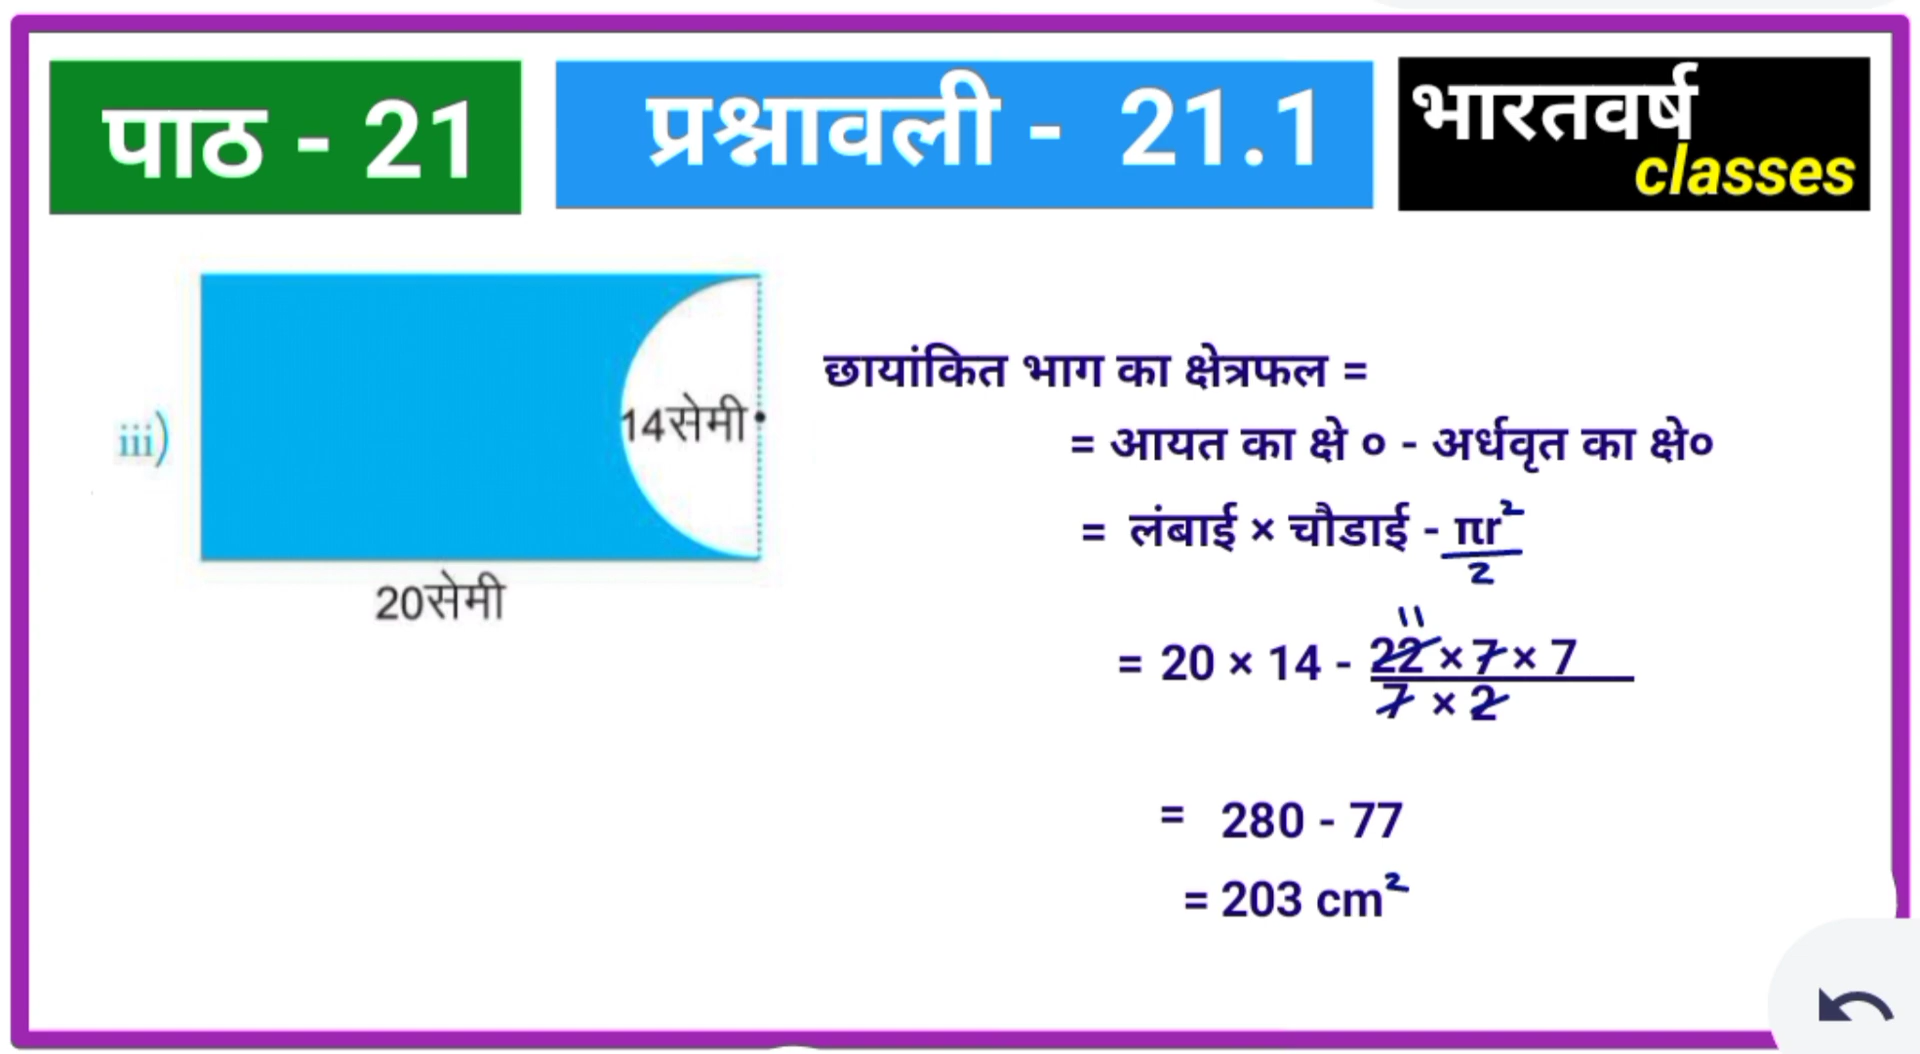 पाठ - 21
प्रश्नावली - 21.1
भारतवर्ष
classes
iii)
14सेमी
20सेमी
छायांकित भाग का क्षेत्रफल =
= आयत का क्षे ० - अर्धवृत का क्षे०
= लंबाई × चौडाई - πr²
2
11
= 20 × 14 - 22 × 7 × 7
7 × 2
= 280 - 77
= 203 cm²